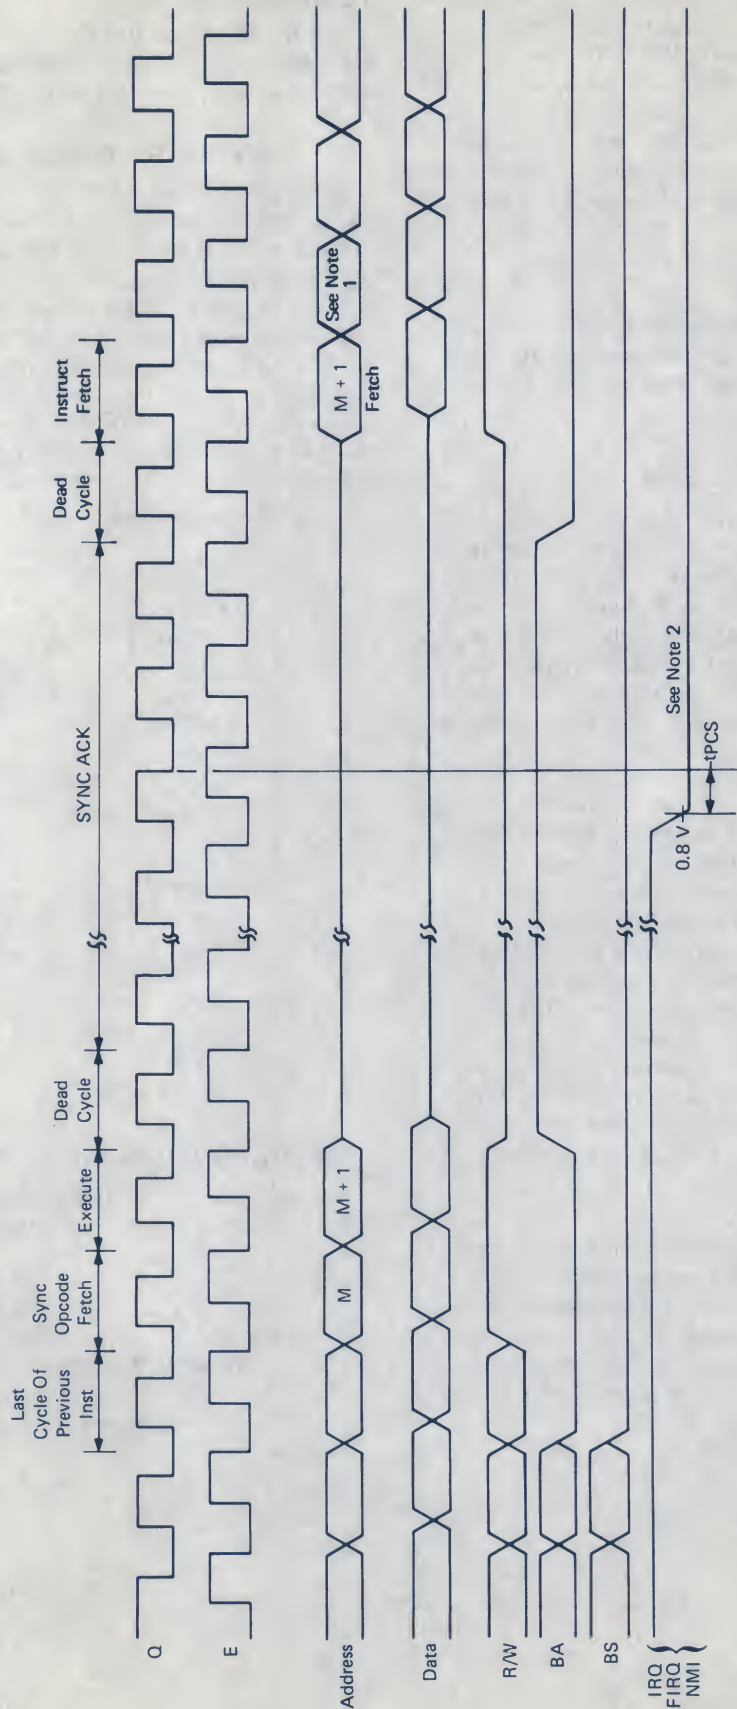 Last
Cycle Of
Previous
Inst
Sync
Opcode
Fetch
Execute
Dead
Cycle
SYNC ACK
Dead
Cycle
Instruct
Fetch
Q
E
Address
M
M + 1
M + 1
Fetch
See Note
1
Data
R/W
BA
BS
IRQ
FIRQ
NMI
0.8 V
tPCS
See Note 2